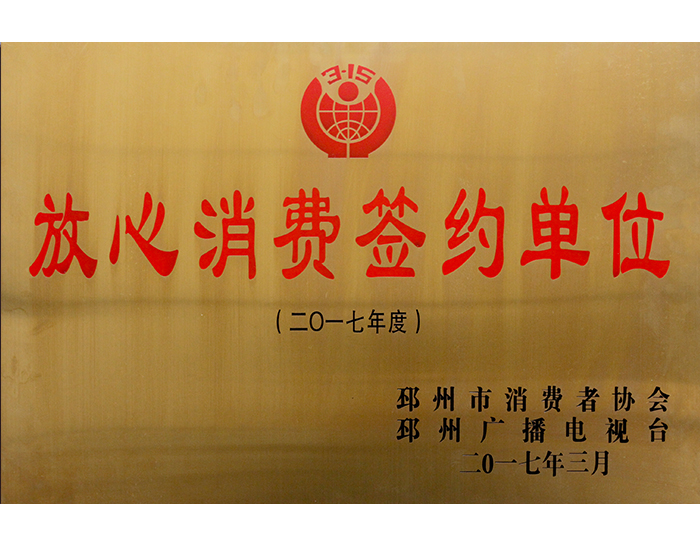 3·15
放心消费签约单位
（二〇一七年度）
邳州市消费者协会
邳州广播电视台
二〇一七年三月